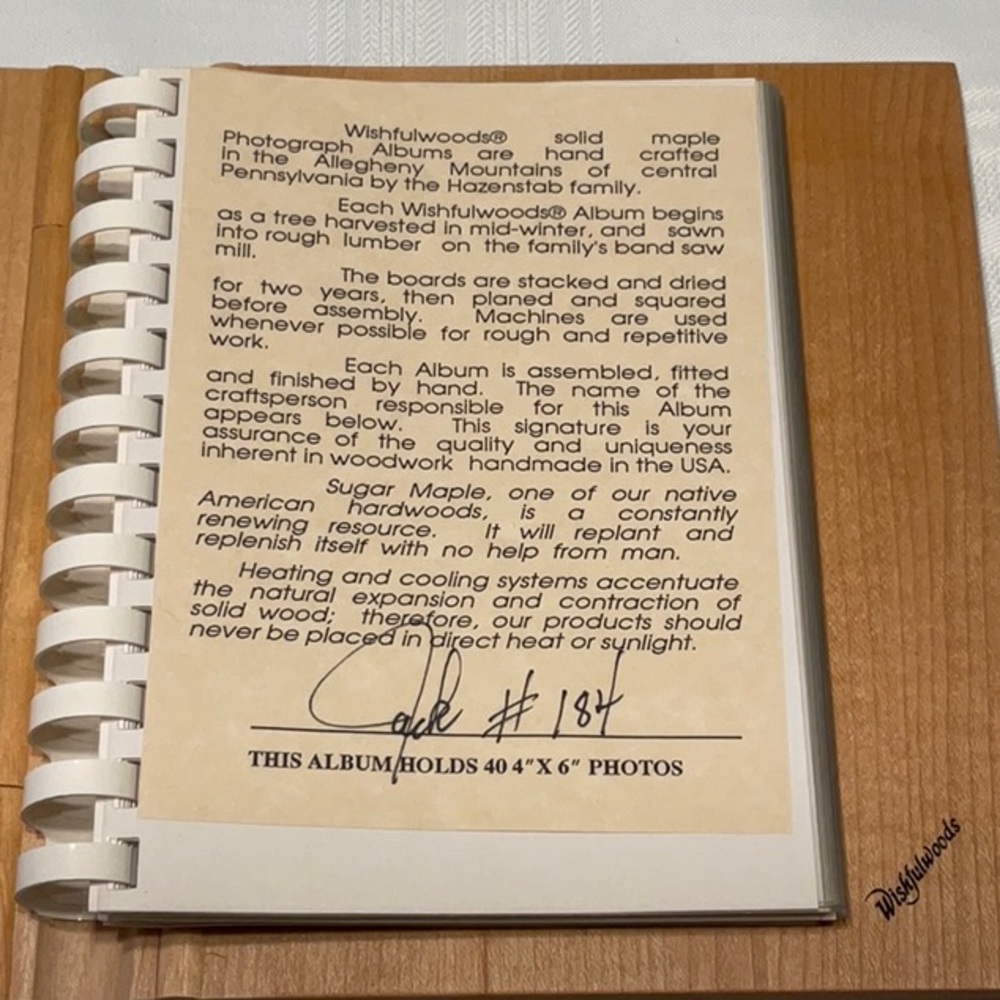 Wishfulwoods® solid maple
Photograph Albums are hand crafted
in the Allegheny Mountains of central
Pennsylvania by the Hazenstab family.
Each Wishfulwoods® Album begins
as a tree harvested in mid-winter, and sawn
into rough lumber on the family's band saw
mill.
The boards are stacked and dried
for two years, then planed and squared
before assembly. Machines are used
whenever possible for rough and repetitive
work.
Each Album is assembled, fitted
and finished by hand. The name of the
craftsperson responsible for this Album
appears below. This signature is your
assurance of the quality and uniqueness
inherent in woodwork handmade in the USA.
Sugar Maple, one of our native
American hardwoods, is a constantly
renewing resource. It will replant and
replenish itself with no help from man.
Heating and cooling systems accentuate
the natural expansion and contraction of
solid wood; therefore, our products should
never be placed in direct heat or sunlight.
# 184
THIS ALBUM HOLDS 40 4"X 6" PHOTOS
Wishfulwoods